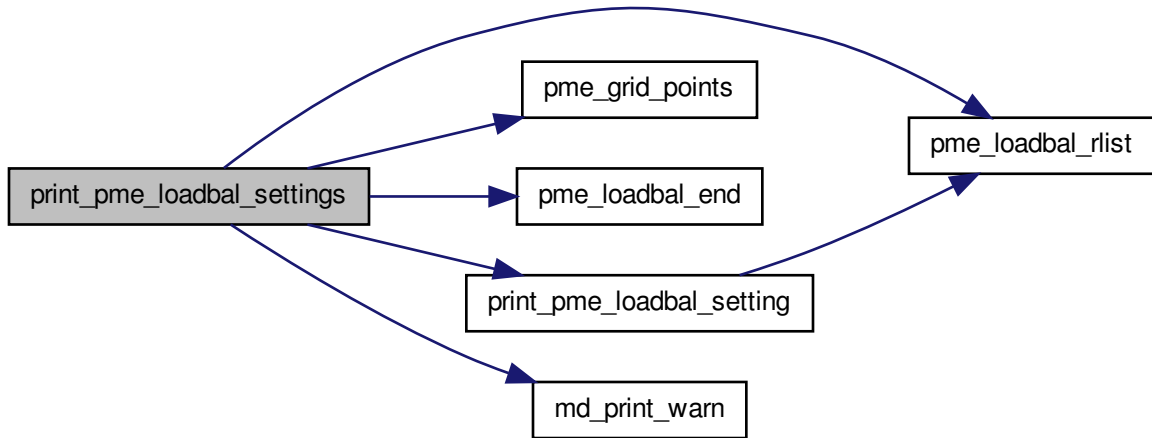 print_pme_loadbal_settings
pme_grid_points
pme_loadbal_end
print_pme_loadbal_setting
md_print_warn
pme_loadbal_rlist